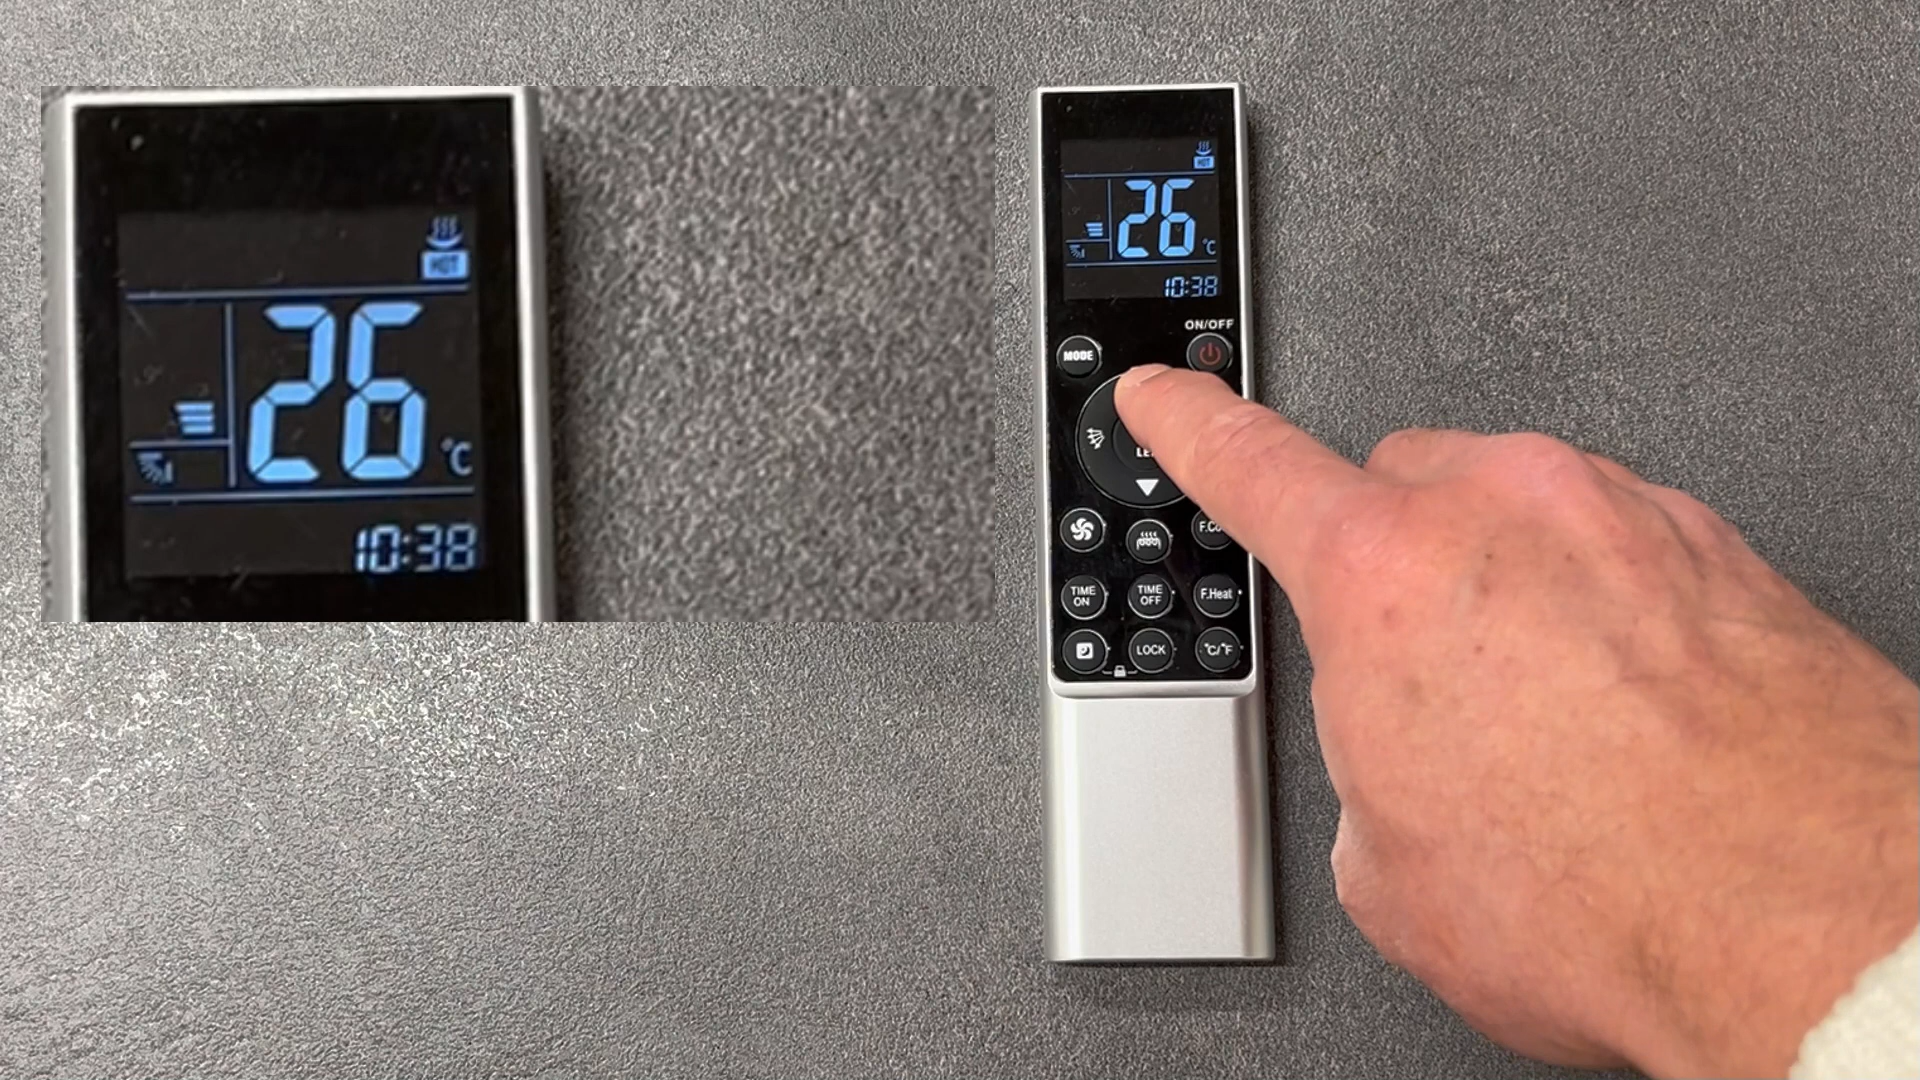 HOT
26
°C
10:38
HOT
26
°C
10:38
ON/OFF
MODE
TIME ON
TIME OFF
F.Heat
LOCK
°C/°F